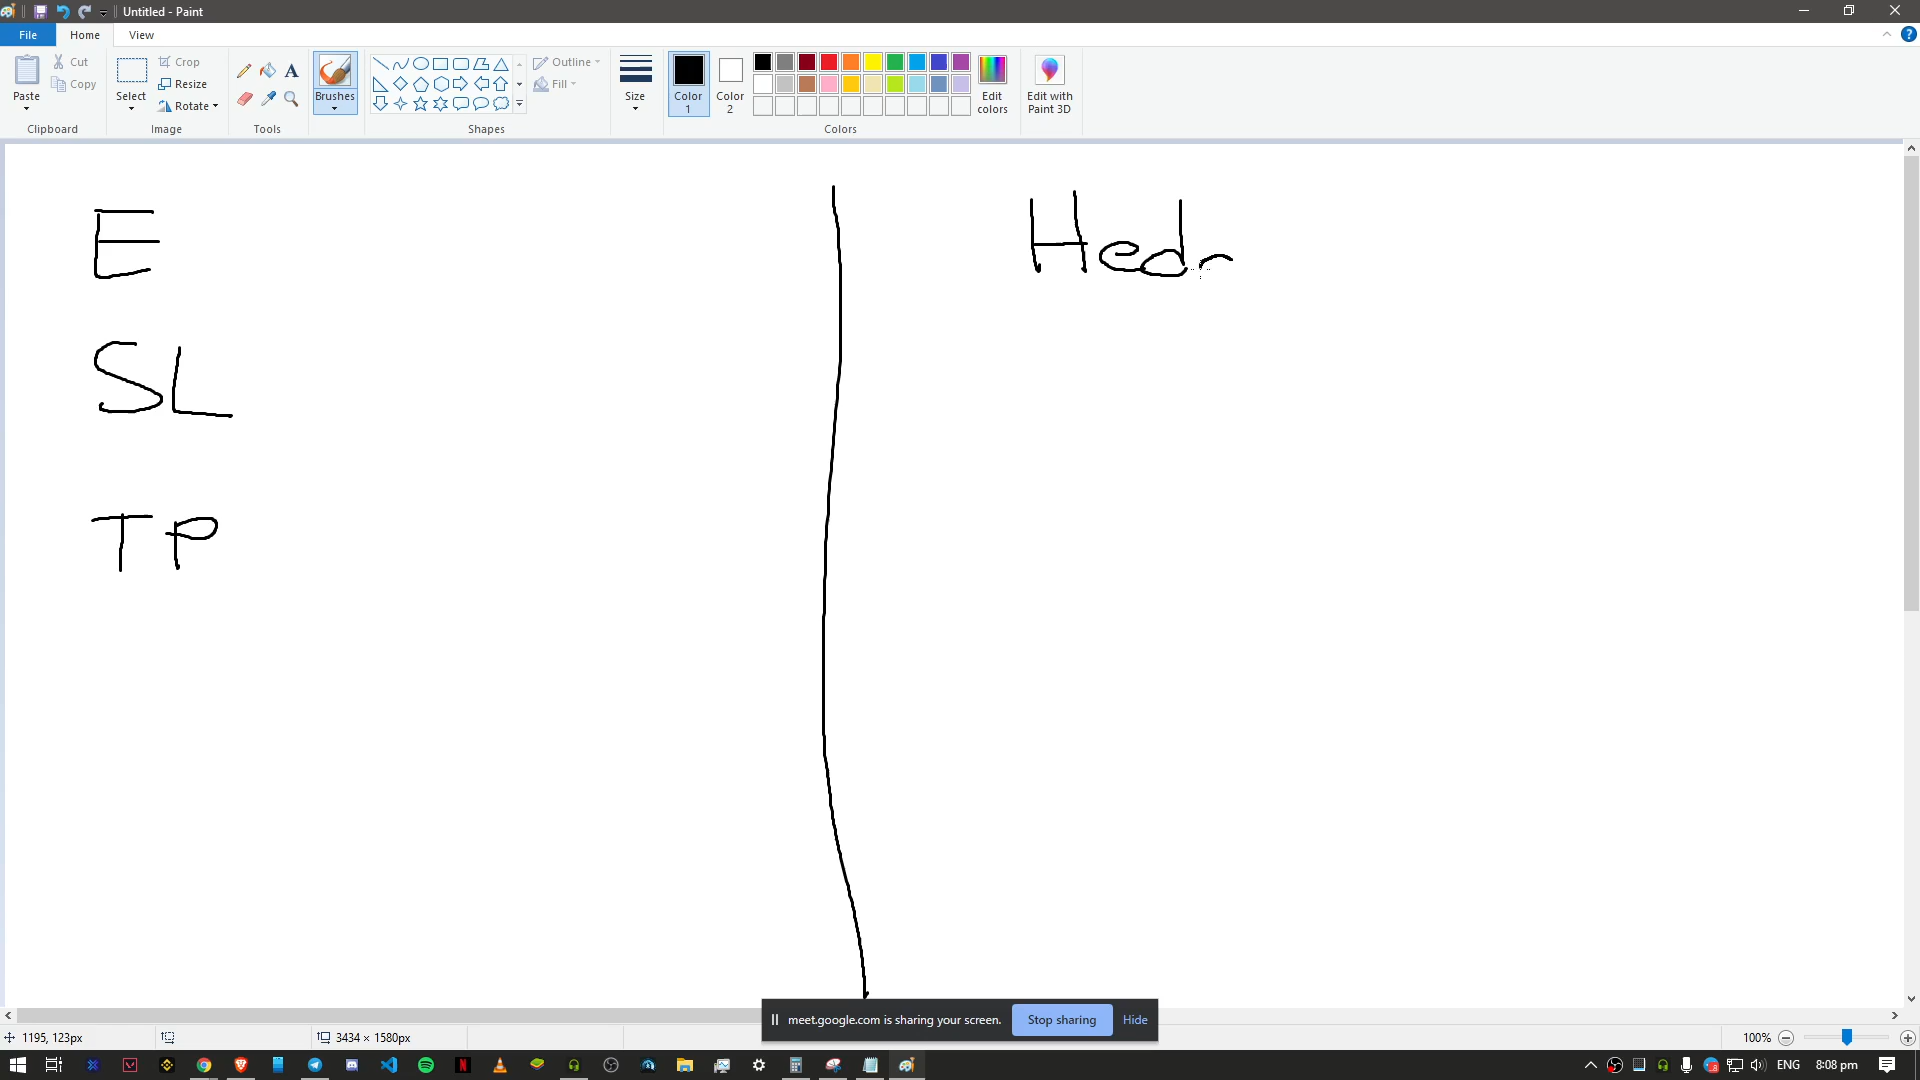 Untitled - Paint
File
Home
View
Paste
Cut
Copy
Clipboard
Select
Crop
Resize
Rotate
Image
Tools
Brushes
Shapes
Outline
Fill
Size
Color 1
Color 2
Colors
Edit colors
Edit with Paint 3D
E
SL
TP
Hedr
meet.google.com is sharing your screen.
Stop sharing
Hide
1195, 123px
3434 × 1580px
100%
ENG
8:08 pm